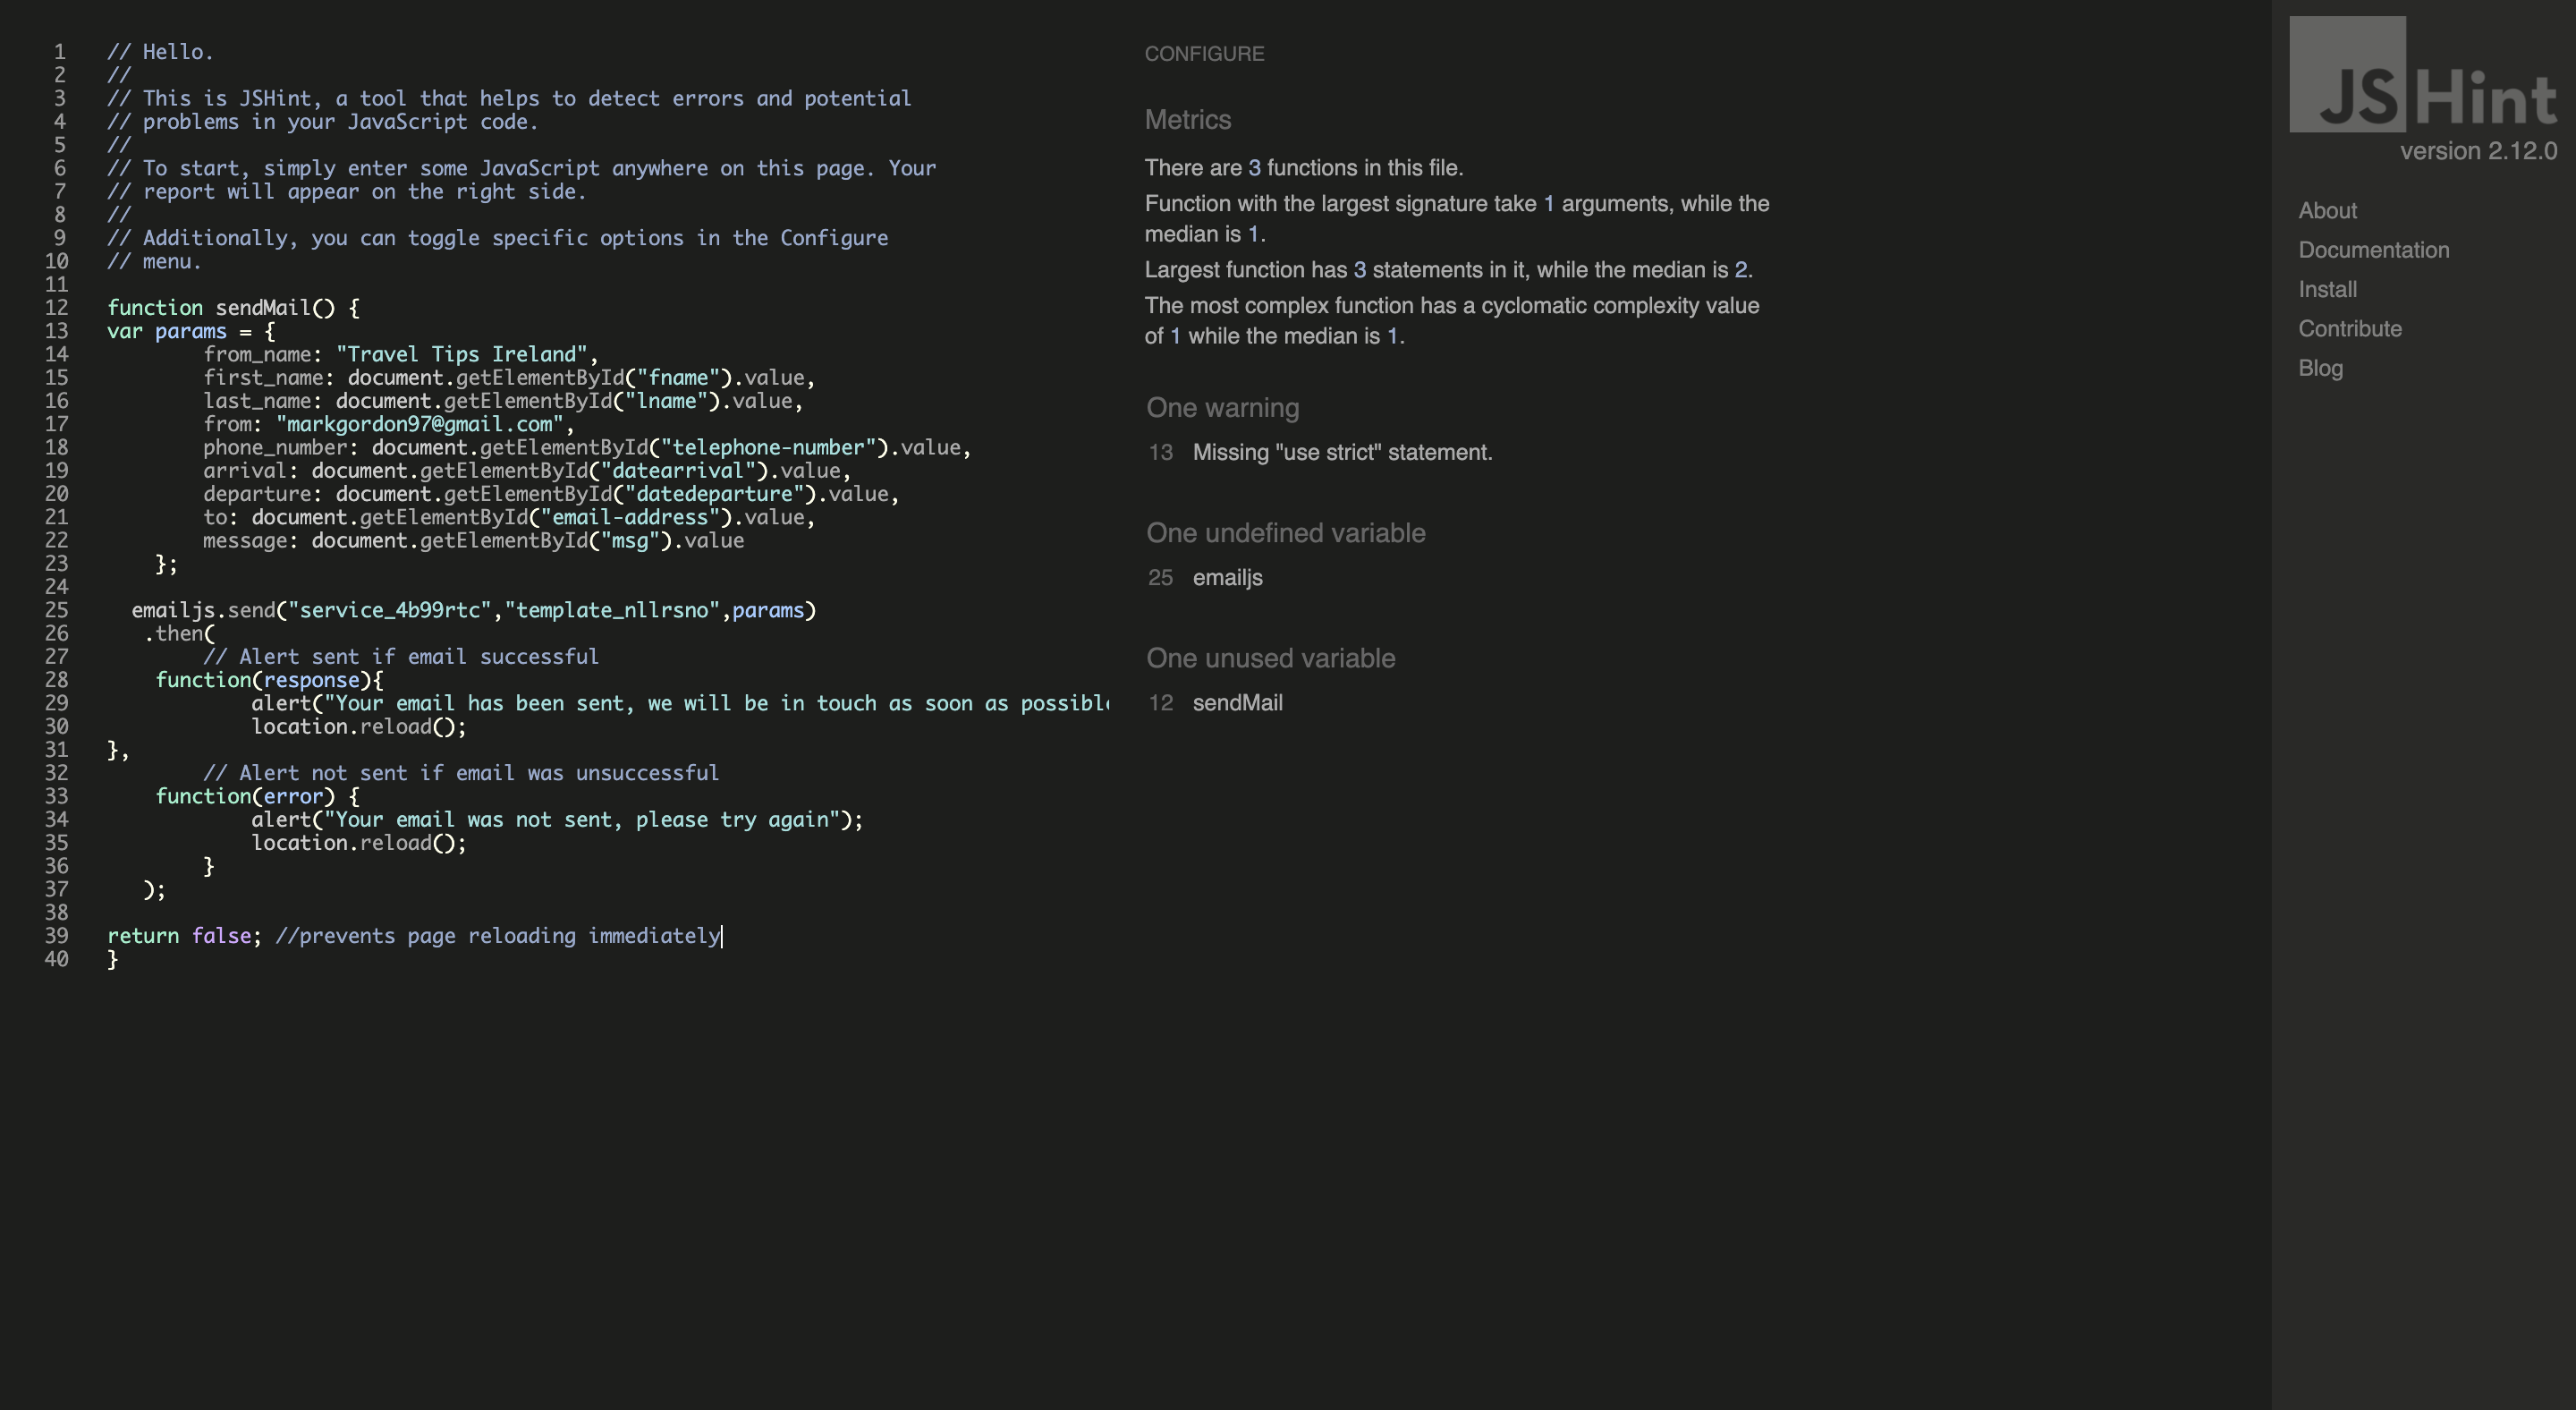 1 // Hello.
2 //
3 // This is JSHint, a tool that helps to detect errors and potential
4 // problems in your JavaScript code.
5 //
6 // To start, simply enter some JavaScript anywhere on this page. Your
7 // report will appear on the right side.
8 //
9 // Additionally, you can toggle specific options in the Configure
10 // menu.
11
12 function sendMail() {
13 var params = {
14 from_name: "Travel Tips Ireland",
15 first_name: document.getElementById("fname").value,
16 last_name: document.getElementById("lname").value,
17 from: "markgordon97@gmail.com",
18 phone_number: document.getElementById("telephone-number").value,
19 arrival: document.getElementById("datearrival").value,
20 departure: document.getElementById("datedeparture").value,
21 to: document.getElementById("email-address").value,
22 message: document.getElementById("msg").value
23 };
24
25 emailjs.send("service_4b99rtc","template_nllrsno",params)
26 .then(
27 // Alert sent if email successful
28 function(response){
29 alert("Your email has been sent, we will be in touch as soon as possibl
30 location.reload();
31 },
32 // Alert not sent if email was unsuccessful
33 function(error) {
34 alert("Your email was not sent, please try again");
35 location.reload();
36 }
37 );
38
39 return false; //prevents page reloading immediately
40 }
CONFIGURE
Metrics
There are 3 functions in this file.
Function with the largest signature take 1 arguments, while the
median is 1.
Largest function has 3 statements in it, while the median is 2.
The most complex function has a cyclomatic complexity value
of 1 while the median is 1.
One warning
13 Missing "use strict" statement.
One undefined variable
25 emailjs
One unused variable
12 sendMail
JSHint
version 2.12.0
About
Documentation
Install
Contribute
Blog